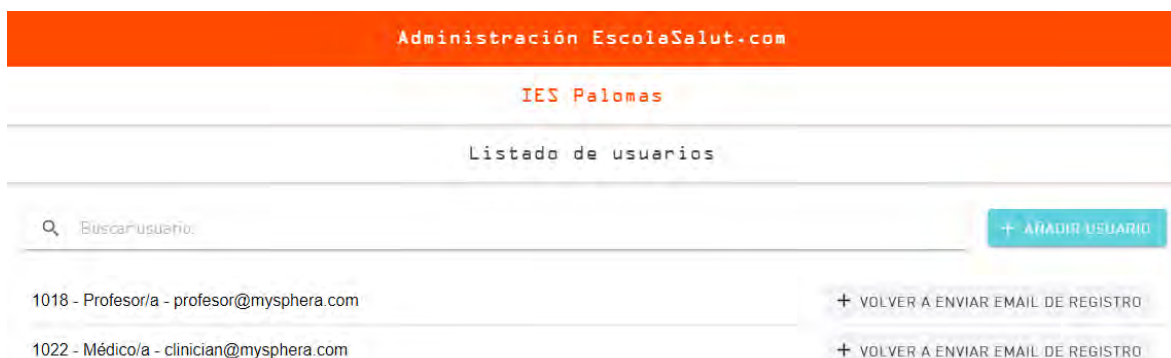 Administración EscolaSalut.com
IES Palomas
Listado de usuarios
Buscar usuario.
+ AÑADIR USUARIO
1018 - Profesor/a - profesor@mysphera.com
+ VOLVER A ENVIAR EMAIL DE REGISTRO
1022 - Médico/a - clinician@mysphera.com
+ VOLVER A ENVIAR EMAIL DE REGISTRO